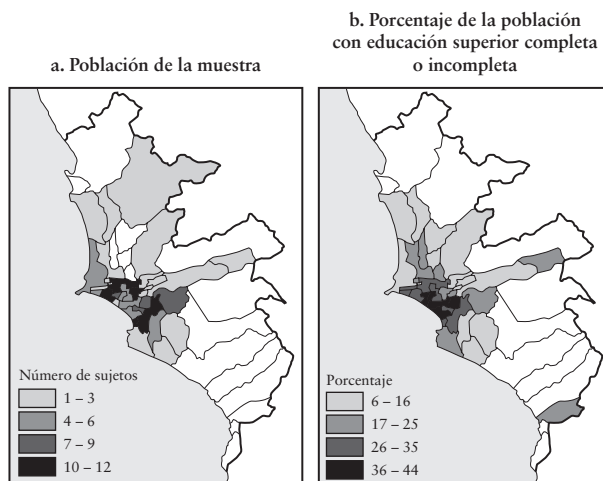 a. Población de la muestra
Número de sujetos
1 – 3
4 – 6
7 – 9
10 – 12
b. Porcentaje de la población
con educación superior completa
o incompleta
Porcentaje
6 – 16
17 – 25
26 – 35
36 – 44